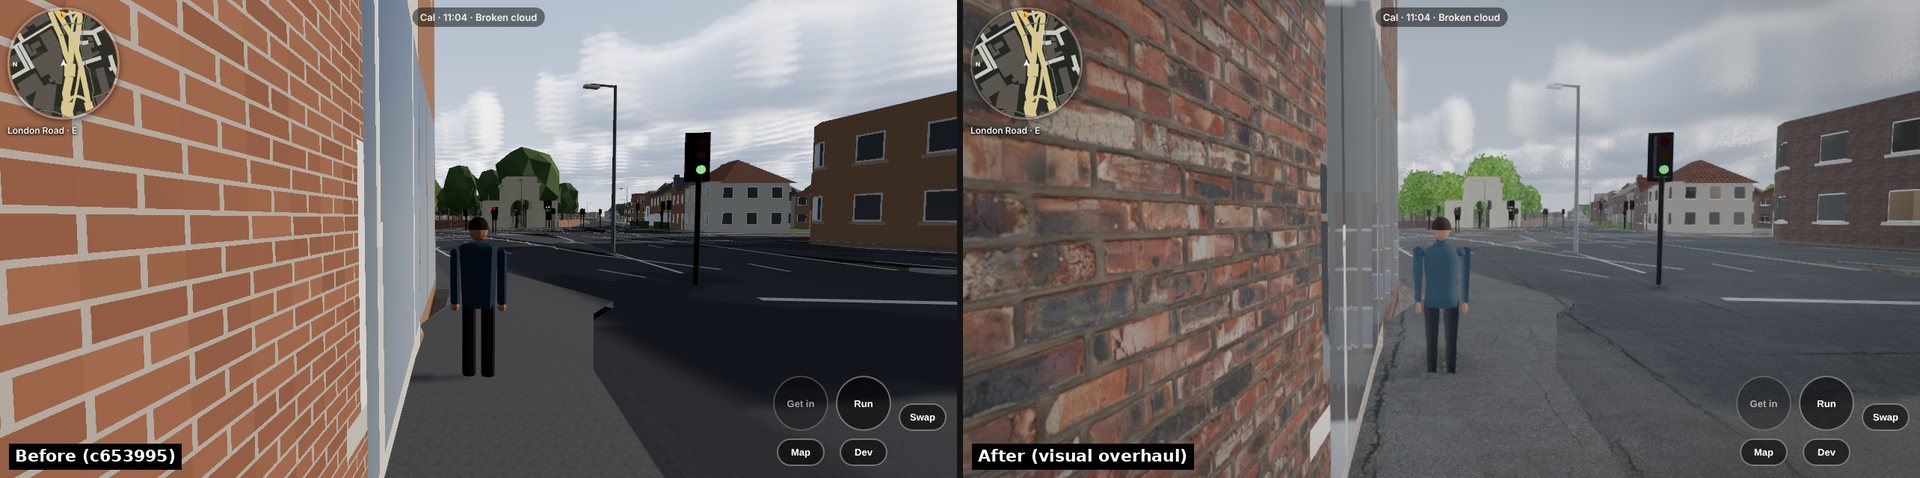 Cal · 11:04 · Broken cloud
N
London Road · E
Get in
Run
Swap
Map
Dev
Before (c653995)
Cal · 11:04 · Broken cloud
N
London Road · E
Get in
Run
Swap
Map
Dev
After (visual overhaul)